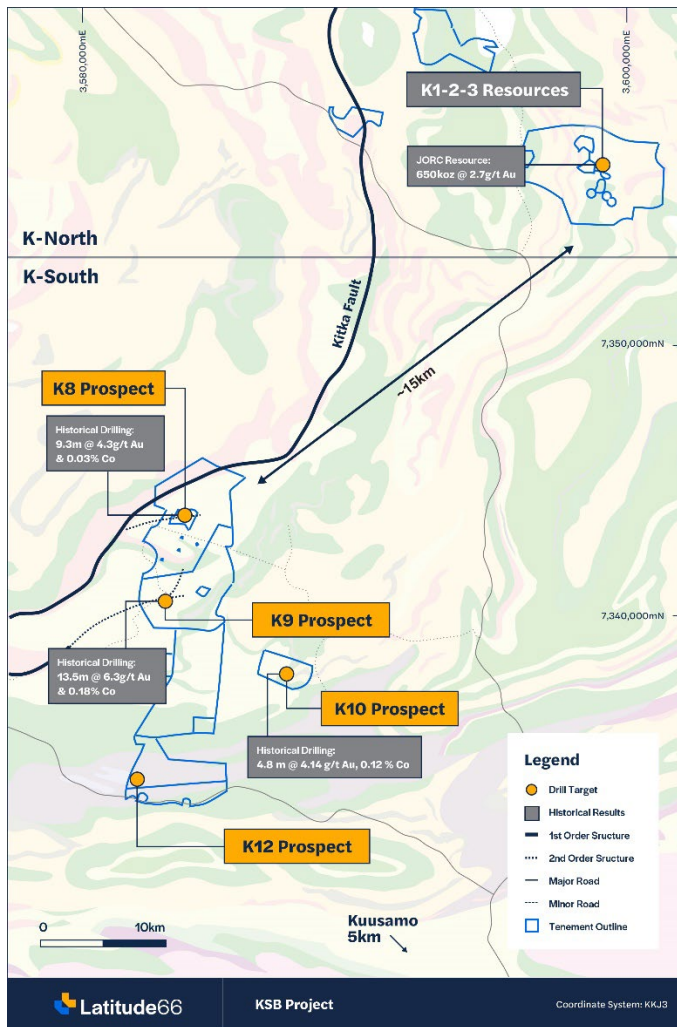 3,580,000mE
3,600,000mE
K1-2-3 Resources
JORC Resource:
650koz @ 2.7g/t Au
K-North
K-South
Kitka Fault
7,350,000mN
~15km
K8 Prospect
Historical Drilling:
9.3m @ 4.3g/t Au
& 0.03% Co
K9 Prospect
7,340,000mN
Historical Drilling:
13.5m @ 6.3g/t Au
& 0.18% Co
K10 Prospect
Historical Drilling:
4.8 m @ 4.14 g/t Au, 0.12 % Co
K12 Prospect
Legend
Drill Target
Historical Results
1st Order Sructure
2nd Order Sructure
Major Road
Minor Road
Tenement Outline
0 10km
Kuusamo
5km
Latitude66
KSB Project
Coordinate System: KKJ3